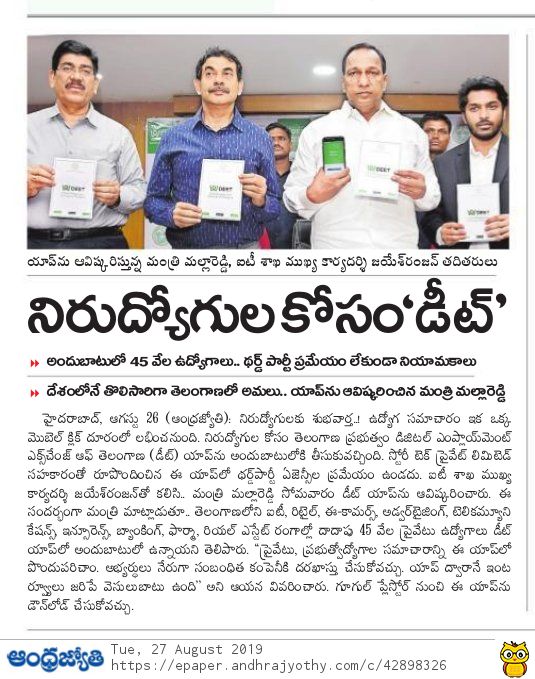 DEET
DEET
DEET
DEET
యాప్‌ను ఆవిష్కరిస్తున్న మంత్రి మల్లారెడ్డి, ఐటీ శాఖ ముఖ్య కార్యదర్శి జయేశ్‌రంజన్‌ తదితరులు
నిరుద్యోగుల కోసం ‘డీట్‌’
అందుబాటులో 45 వేల ఉద్యోగాలు.. థర్డ్‌ పార్టీ ప్రమేయం లేకుండా నియామకాలు
దేశంలోనే తొలిసారిగా తెలంగాణలో అమలు.. యాప్‌ను ఆవిష్కరించిన మంత్రి మల్లారెడ్డి
హైదరాబాద్‌, ఆగస్టు 26 (ఆంధ్రజ్యోతి): నిరుద్యోగులకు శుభవార్త..! ఉద్యోగ సమాచారం ఇక ఒక్క
మొబైల్‌ క్లిక్‌ దూరంలో లభించనుంది. నిరుద్యోగుల కోసం తెలంగాణ ప్రభుత్వం డిజిటల్‌ ఎంప్లాయ్‌మెంట్‌
ఎక్స్‌చేంజ్‌ ఆఫ్‌ తెలంగాణ (డీట్‌) యాప్‌ను అందుబాటులోకి తీసుకువచ్చింది. స్టోరీ టెక్‌ ప్రైవేట్‌ లిమిటెడ్‌
సహకారంతో రూపొందించిన ఈ యాప్‌లో థర్డ్‌పార్టీ ఏజెన్సీల ప్రమేయం ఉండదు. ఐటీ శాఖ ముఖ్య
కార్యదర్శి జయేశ్‌రంజన్‌తో కలిసి.. మంత్రి మల్లారెడ్డి సోమవారం డీట్‌ యాప్‌ను ఆవిష్కరించారు. ఈ
సందర్భంగా మంత్రి మాట్లాడుతూ.. తెలంగాణలోని ఐటీ, రిటైల్‌, ఈ-కామర్స్‌, అడ్వర్‌టైజింగ్‌, టెలికమ్యూని
కేషన్స్‌, ఇన్సూరెన్స్‌, బ్యాంకింగ్‌, ఫార్మా, రియల్‌ ఎస్టేట్‌ రంగాల్లో దాదాపు 45 వేల ప్రైవేటు ఉద్యోగాలు డీట్‌
యాప్‌లో అందుబాటులో ఉన్నాయని తెలిపారు. ‘‘ప్రైవేటు, ప్రభుత్వోద్యోగాల సమాచారాన్ని ఈ యాప్‌లో
పొందుపరిచాం. అభ్యర్థులు నేరుగా సంబంధిత కంపెనీకి దరఖాస్తు చేసుకోవచ్చు. యాప్‌ ద్వారానే ఇంట
ర్వ్యూలు జరిపే వెసులుబాటు ఉంది’’ అని ఆయన వివరించారు. గూగుల్‌ ప్లేస్టోర్‌ నుంచి ఈ యాప్‌ను
డౌన్‌లోడ్‌ చేసుకోవచ్చు.
ఆంధ్రజ్యోతి
Tue, 27 August 2019
https://epaper.andhrajyothy.com/c/42898326